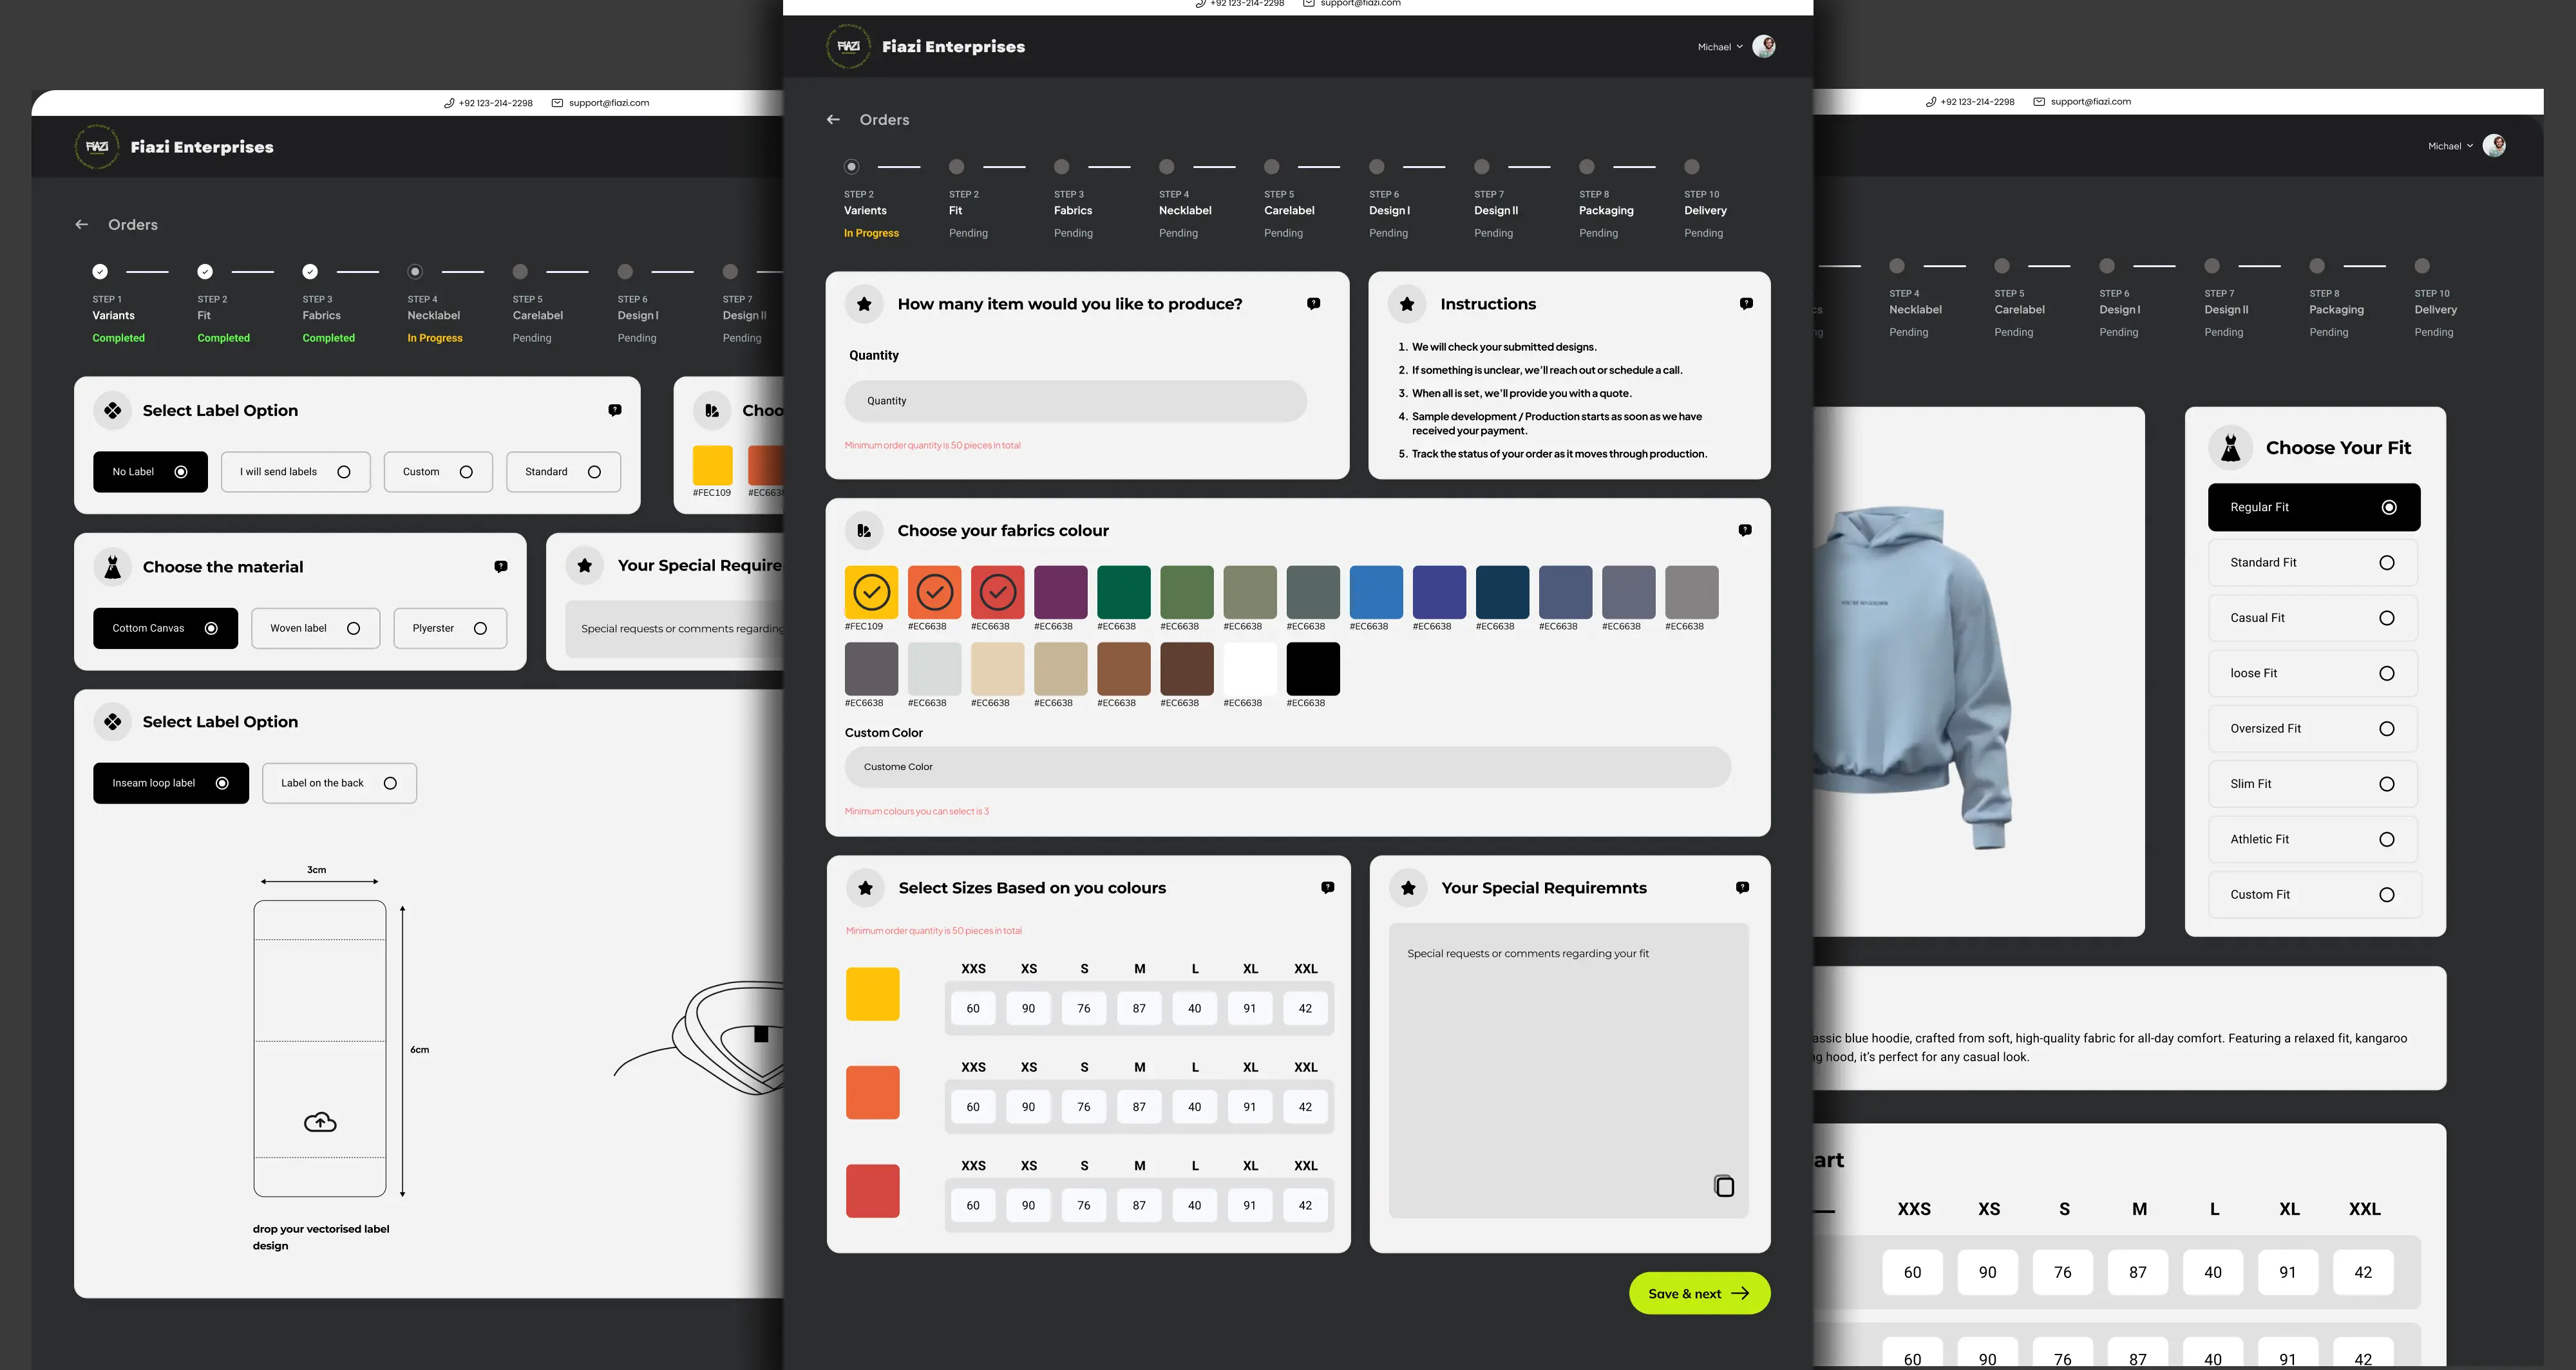 +92 123-214-2298 support@fiazi.com
FIAZI Fiazi Enterprises
Orders
STEP 1 STEP 2 STEP 3 STEP 4 STEP 5 STEP 6 STEP 7
Variants Fit Fabrics Necklabel Carelabel Design I Design II
Completed Completed Completed In Progress Pending Pending Pending
Select Label Option
No Label I will send labels Custom Standard
Choo
#FEC109 #EC6638
Choose the material
Cottom Canvas Woven label Plyerster
Your Special Require
Special requests or comments regarding
Select Label Option
Inseam loop label Label on the back
3cm
6cm
drop your vectorised label
design
+92 123-214-2298 support@fiazi.com
FIAZI Fiazi Enterprises
Michael
Orders
STEP 2 STEP 2 STEP 3 STEP 4 STEP 5 STEP 6 STEP 7 STEP 8 STEP 10
Varients Fit Fabrics Necklabel Carelabel Design I Design II Packaging Delivery
In Progress Pending Pending Pending Pending Pending Pending Pending Pending
How many item would you like to produce?
Quantity
Quantity
Minimum order quantity is 50 pieces in total
Instructions
1. We will check your submitted designs.
2. If something is unclear, we'll reach out or schedule a call.
3. When all is set, we'll provide you with a quote.
4. Sample development / Production starts as soon as we have
received your payment.
5. Track the status of your order as it moves through production.
Choose your fabrics colour
#FEC109 #EC6638 #EC6638 #EC6638 #EC6638 #EC6638 #EC6638 #EC6638 #EC6638 #EC6638 #EC6638 #EC6638 #EC6638 #EC6638
#EC6638 #EC6638 #EC6638 #EC6638 #EC6638 #EC6638 #EC6638 #EC6638
Custom Color
Custome Color
Minimum colours you can select is 3
Select Sizes Based on you colours
Minimum order quantity is 50 pieces in total
XXS XS S M L XL XXL
60 90 76 87 40 91 42
XXS XS S M L XL XXL
60 90 76 87 40 91 42
XXS XS S M L XL XXL
60 90 76 87 40 91 42
Your Special Requiremnts
Special requests or comments regarding your fit
Save & next
+92 123-214-2298 support@fiazi.com
Michael
STEP 4 STEP 5 STEP 6 STEP 7 STEP 8 STEP 10
cs Necklabel Carelabel Design I Design II Packaging Delivery
ng Pending Pending Pending Pending Pending Pending
Choose Your Fit
Regular Fit
Standard Fit
Casual Fit
loose Fit
Oversized Fit
Slim Fit
Athletic Fit
Custom Fit
assic blue hoodie, crafted from soft, high-quality fabric for all-day comfort. Featuring a relaxed fit, kangaroo
g hood, it's perfect for any casual look.
art
XXS XS S M L XL XXL
60 90 76 87 40 91 42
60 90 76 87 40 91 42